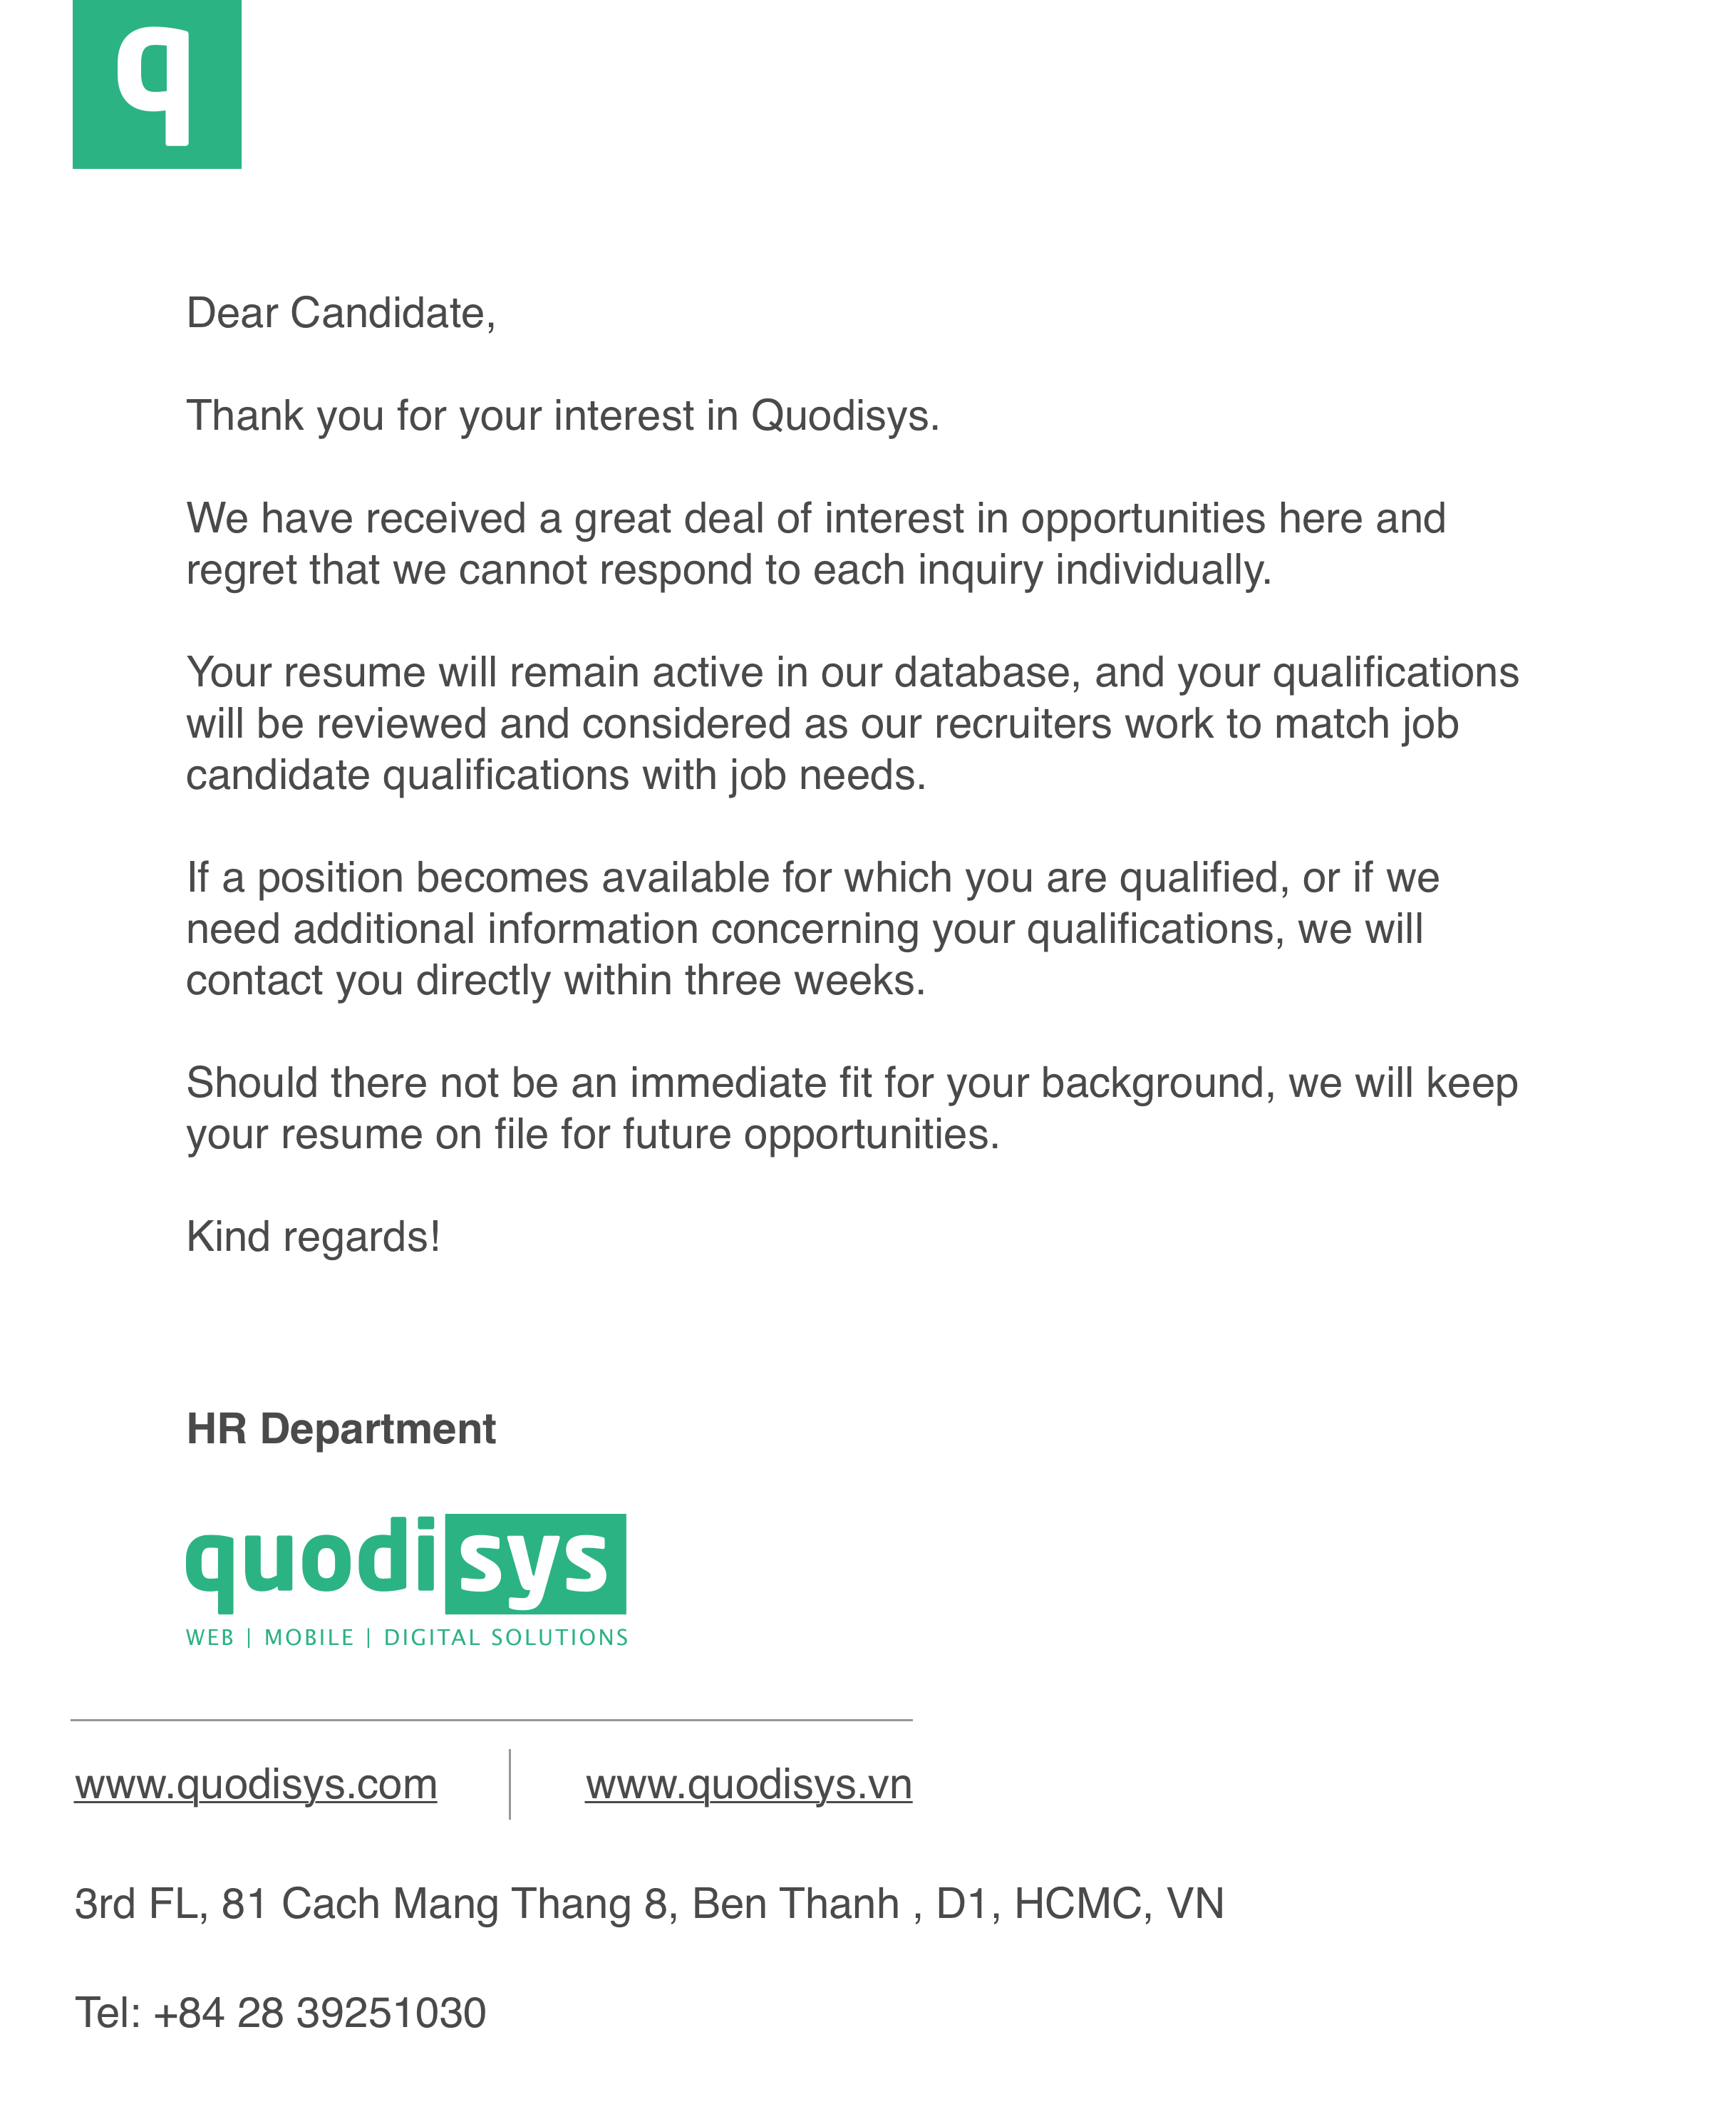 q
Dear Candidate,
Thank you for your interest in Quodisys.
We have received a great deal of interest in opportunities here and
regret that we cannot respond to each inquiry individually.
Your resume will remain active in our database, and your qualifications
will be reviewed and considered as our recruiters work to match job
candidate qualifications with job needs.
If a position becomes available for which you are qualified, or if we
need additional information concerning your qualifications, we will
contact you directly within three weeks.
Should there not be an immediate fit for your background, we will keep
your resume on file for future opportunities.
Kind regards!
HR Department
quodisys
WEB | MOBILE | DIGITAL SOLUTIONS
www.quodisys.com | www.quodisys.vn
3rd FL, 81 Cach Mang Thang 8, Ben Thanh , D1, HCMC, VN
Tel: +84 28 39251030